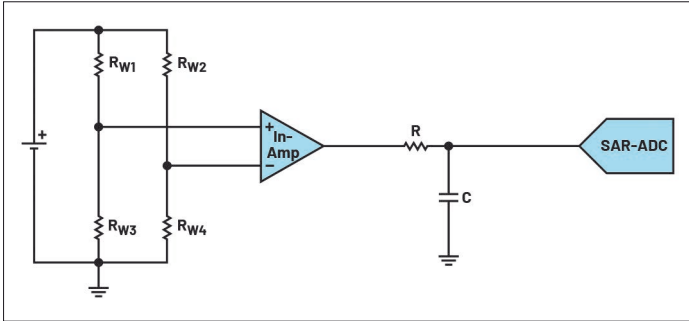 +
R_W1
R_W2
R_W3
R_W4
+
In-
Amp
−
R
C
SAR-ADC